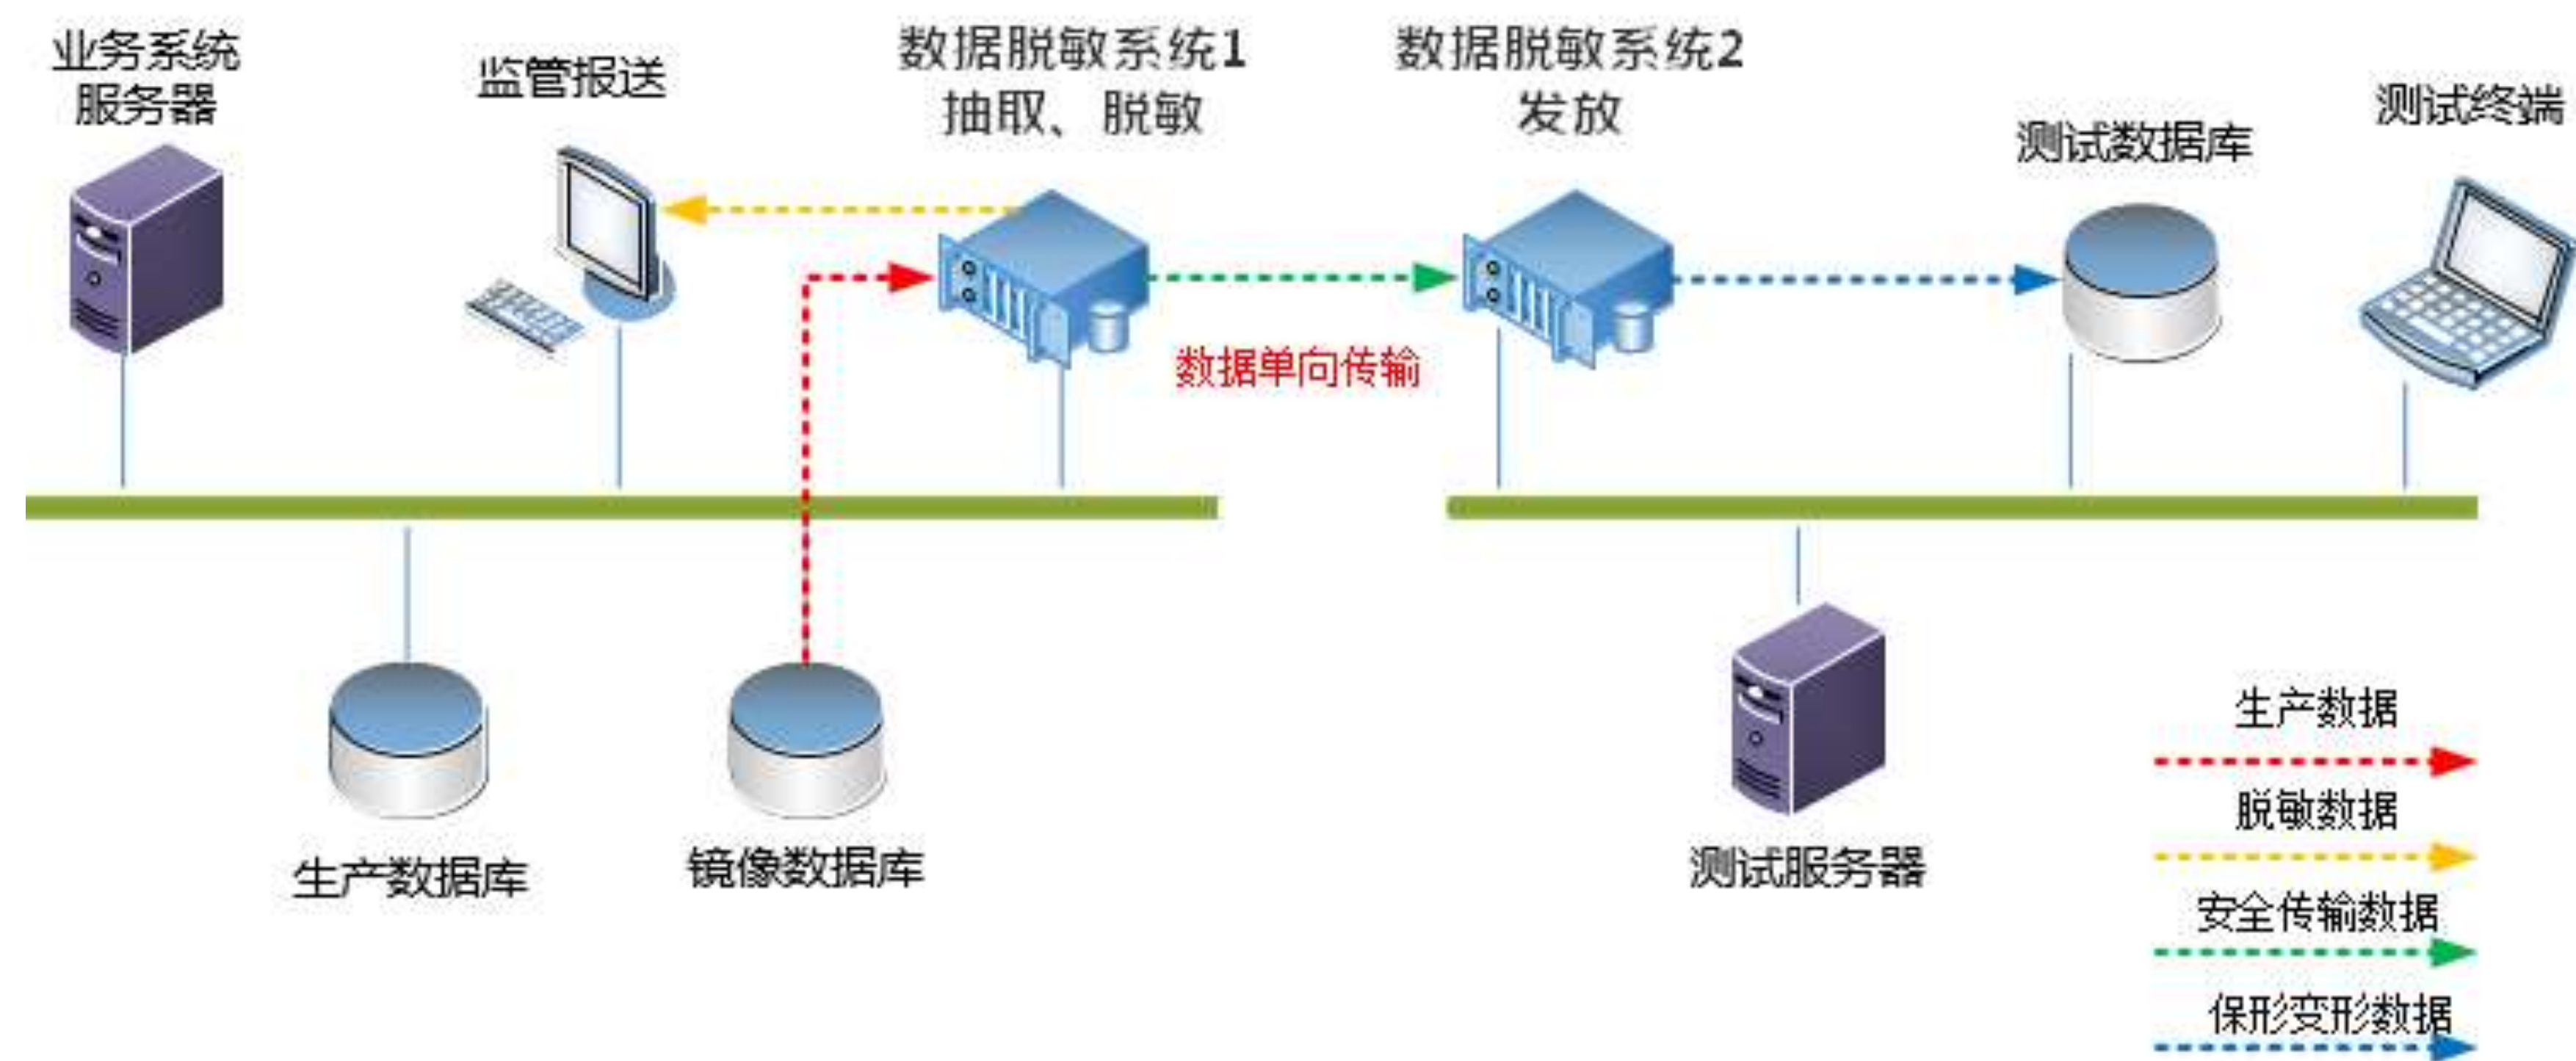 业务系统
服务器
监管报送
数据脱敏系统1
抽取、脱敏
数据脱敏系统2
发放
测试数据库
测试终端
数据单向传输
生产数据库
镜像数据库
测试服务器
生产数据
脱敏数据
安全传输数据
保形变形数据